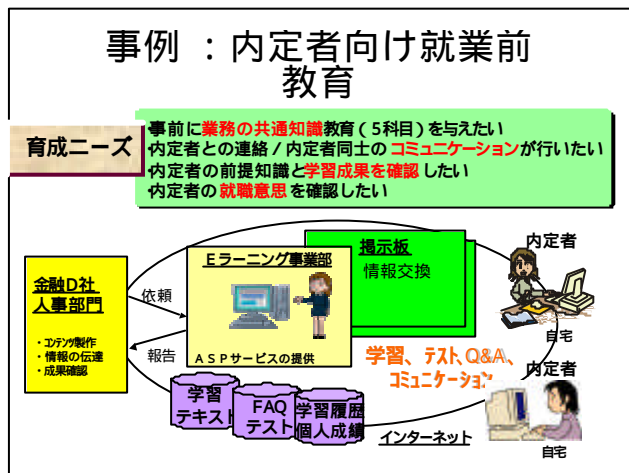 事例 : 内定者向け就業前
教育
育成ニーズ
・事前に業務の共通知識教育(5科目)を与えたい
・内定者との連絡/内定者同士のコミュニケーションが行いたい
・内定者の前提知識と学習成果を確認したい
・内定者の就職意思を確認したい
金融D社
人事部門
・コンテンツ製作
・情報の伝達
・成果確認
依頼
報告
Eラーニング事業部
ASPサービスの提供
掲示板
情報交換
内定者
自宅
学習、テスト、Q&A、
コミュニケーション
内定者
自宅
学習
テキスト
FAQ
テスト
学習履歴
個人成績
インターネット